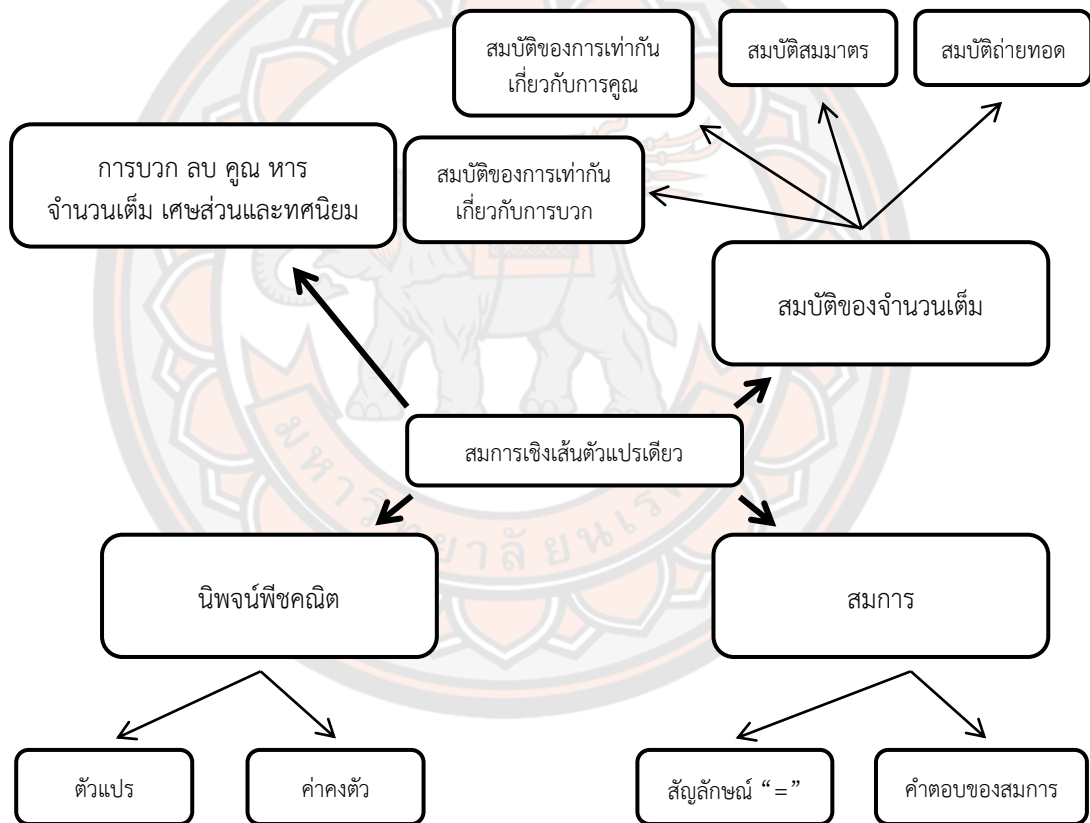 สมบัติของการเท่ากัน
เกี่ยวกับการคูณ
สมบัติสมมาตร
สมบัติถ่ายทอด
การบวก ลบ คูณ หาร
จำนวนเต็ม เศษส่วนและทศนิยม
สมบัติของการเท่ากัน
เกี่ยวกับการบวก
สมบัติของจำนวนเต็ม
สมการเชิงเส้นตัวแปรเดียว
นิพจน์พีชคณิต
สมการ
ตัวแปร
ค่าคงตัว
สัญลักษณ์ “=”
คำตอบของสมการ